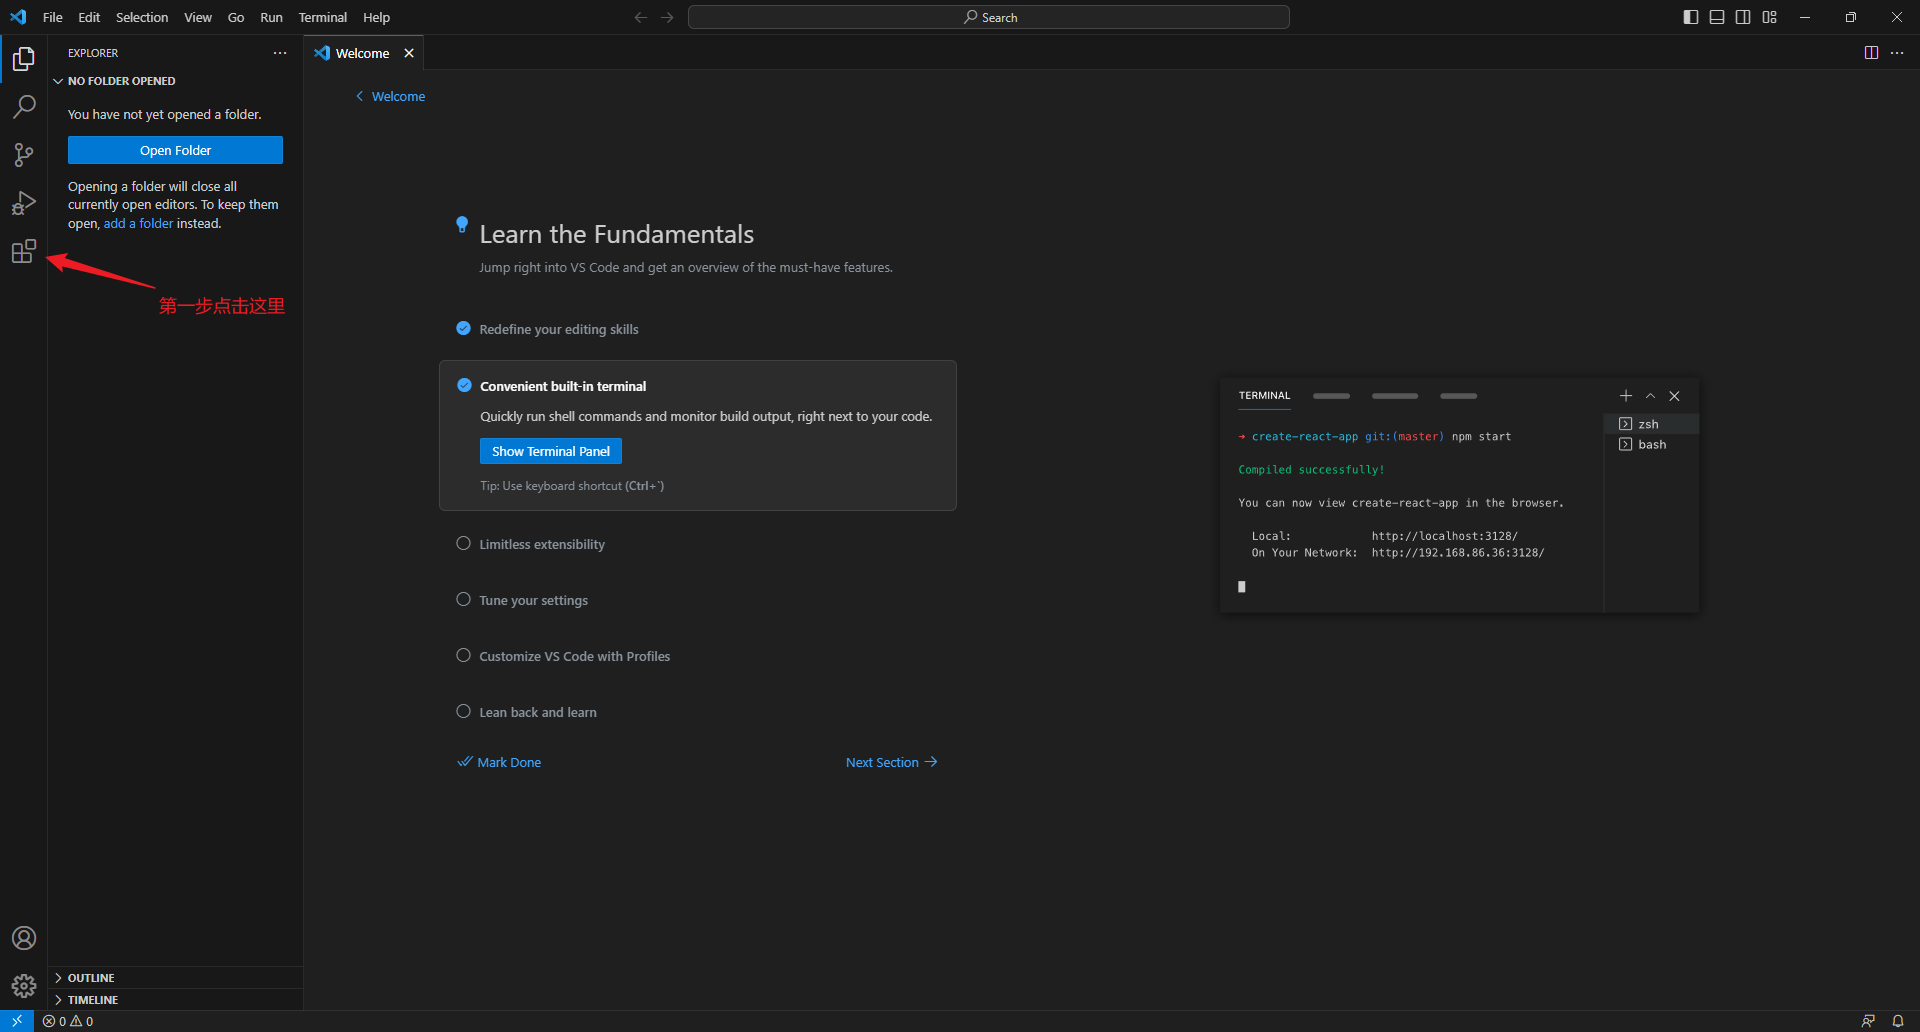 File Edit Selection View Go Run Terminal Help
Search
EXPLORER
Welcome
NO FOLDER OPENED
You have not yet opened a folder.
Open Folder
Opening a folder will close all
currently open editors. To keep them
open, add a folder instead.
第一步点击这里
OUTLINE
TIMELINE
Welcome
Learn the Fundamentals
Jump right into VS Code and get an overview of the must-have features.
Redefine your editing skills
Convenient built-in terminal
Quickly run shell commands and monitor build output, right next to your code.
Show Terminal Panel
Tip: Use keyboard shortcut (Ctrl+`)
Limitless extensibility
Tune your settings
Customize VS Code with Profiles
Lean back and learn
Mark Done
Next Section
TERMINAL
zsh
bash
create-react-app git:(master) npm start
Compiled successfully!
You can now view create-react-app in the browser.
Local: http://localhost:3128/
On Your Network: http://192.168.86.36:3128/
0 0